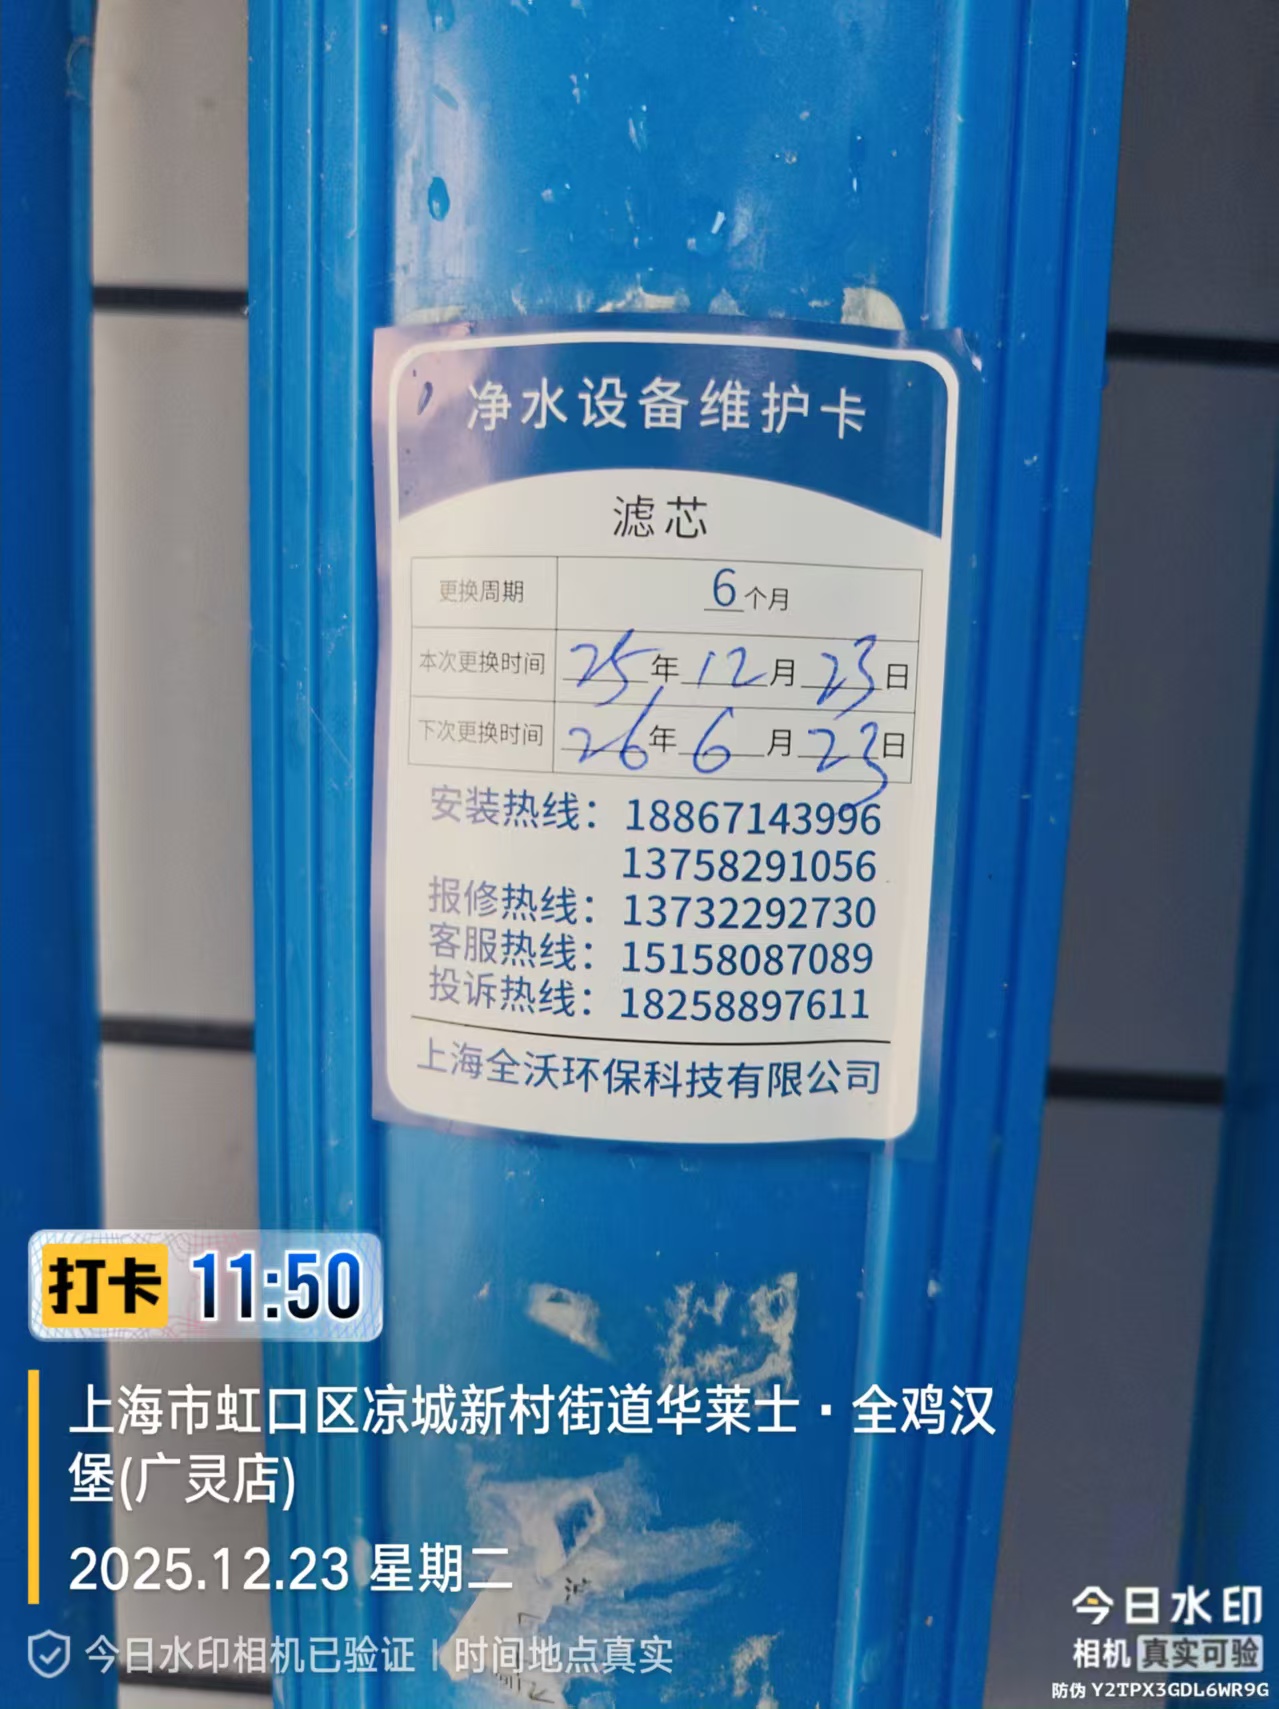 净水设备维护卡
滤芯
更换周期 6个月
本次更换时间 25年12月23日
下次更换时间 26年6月23日
安装热线：18867143996
13758291056
报修热线：13732292730
客服热线：15158087089
投诉热线：18258897611
上海全沃环保科技有限公司
打卡 11:50
上海市虹口区凉城新村街道华莱士·全鸡汉
堡(广灵店)
2025.12.23 星期二
今日水印相机已验证 | 时间地点真实
今日水印
相机 真实可验
防伪 Y2TPX3GDL6WR9G